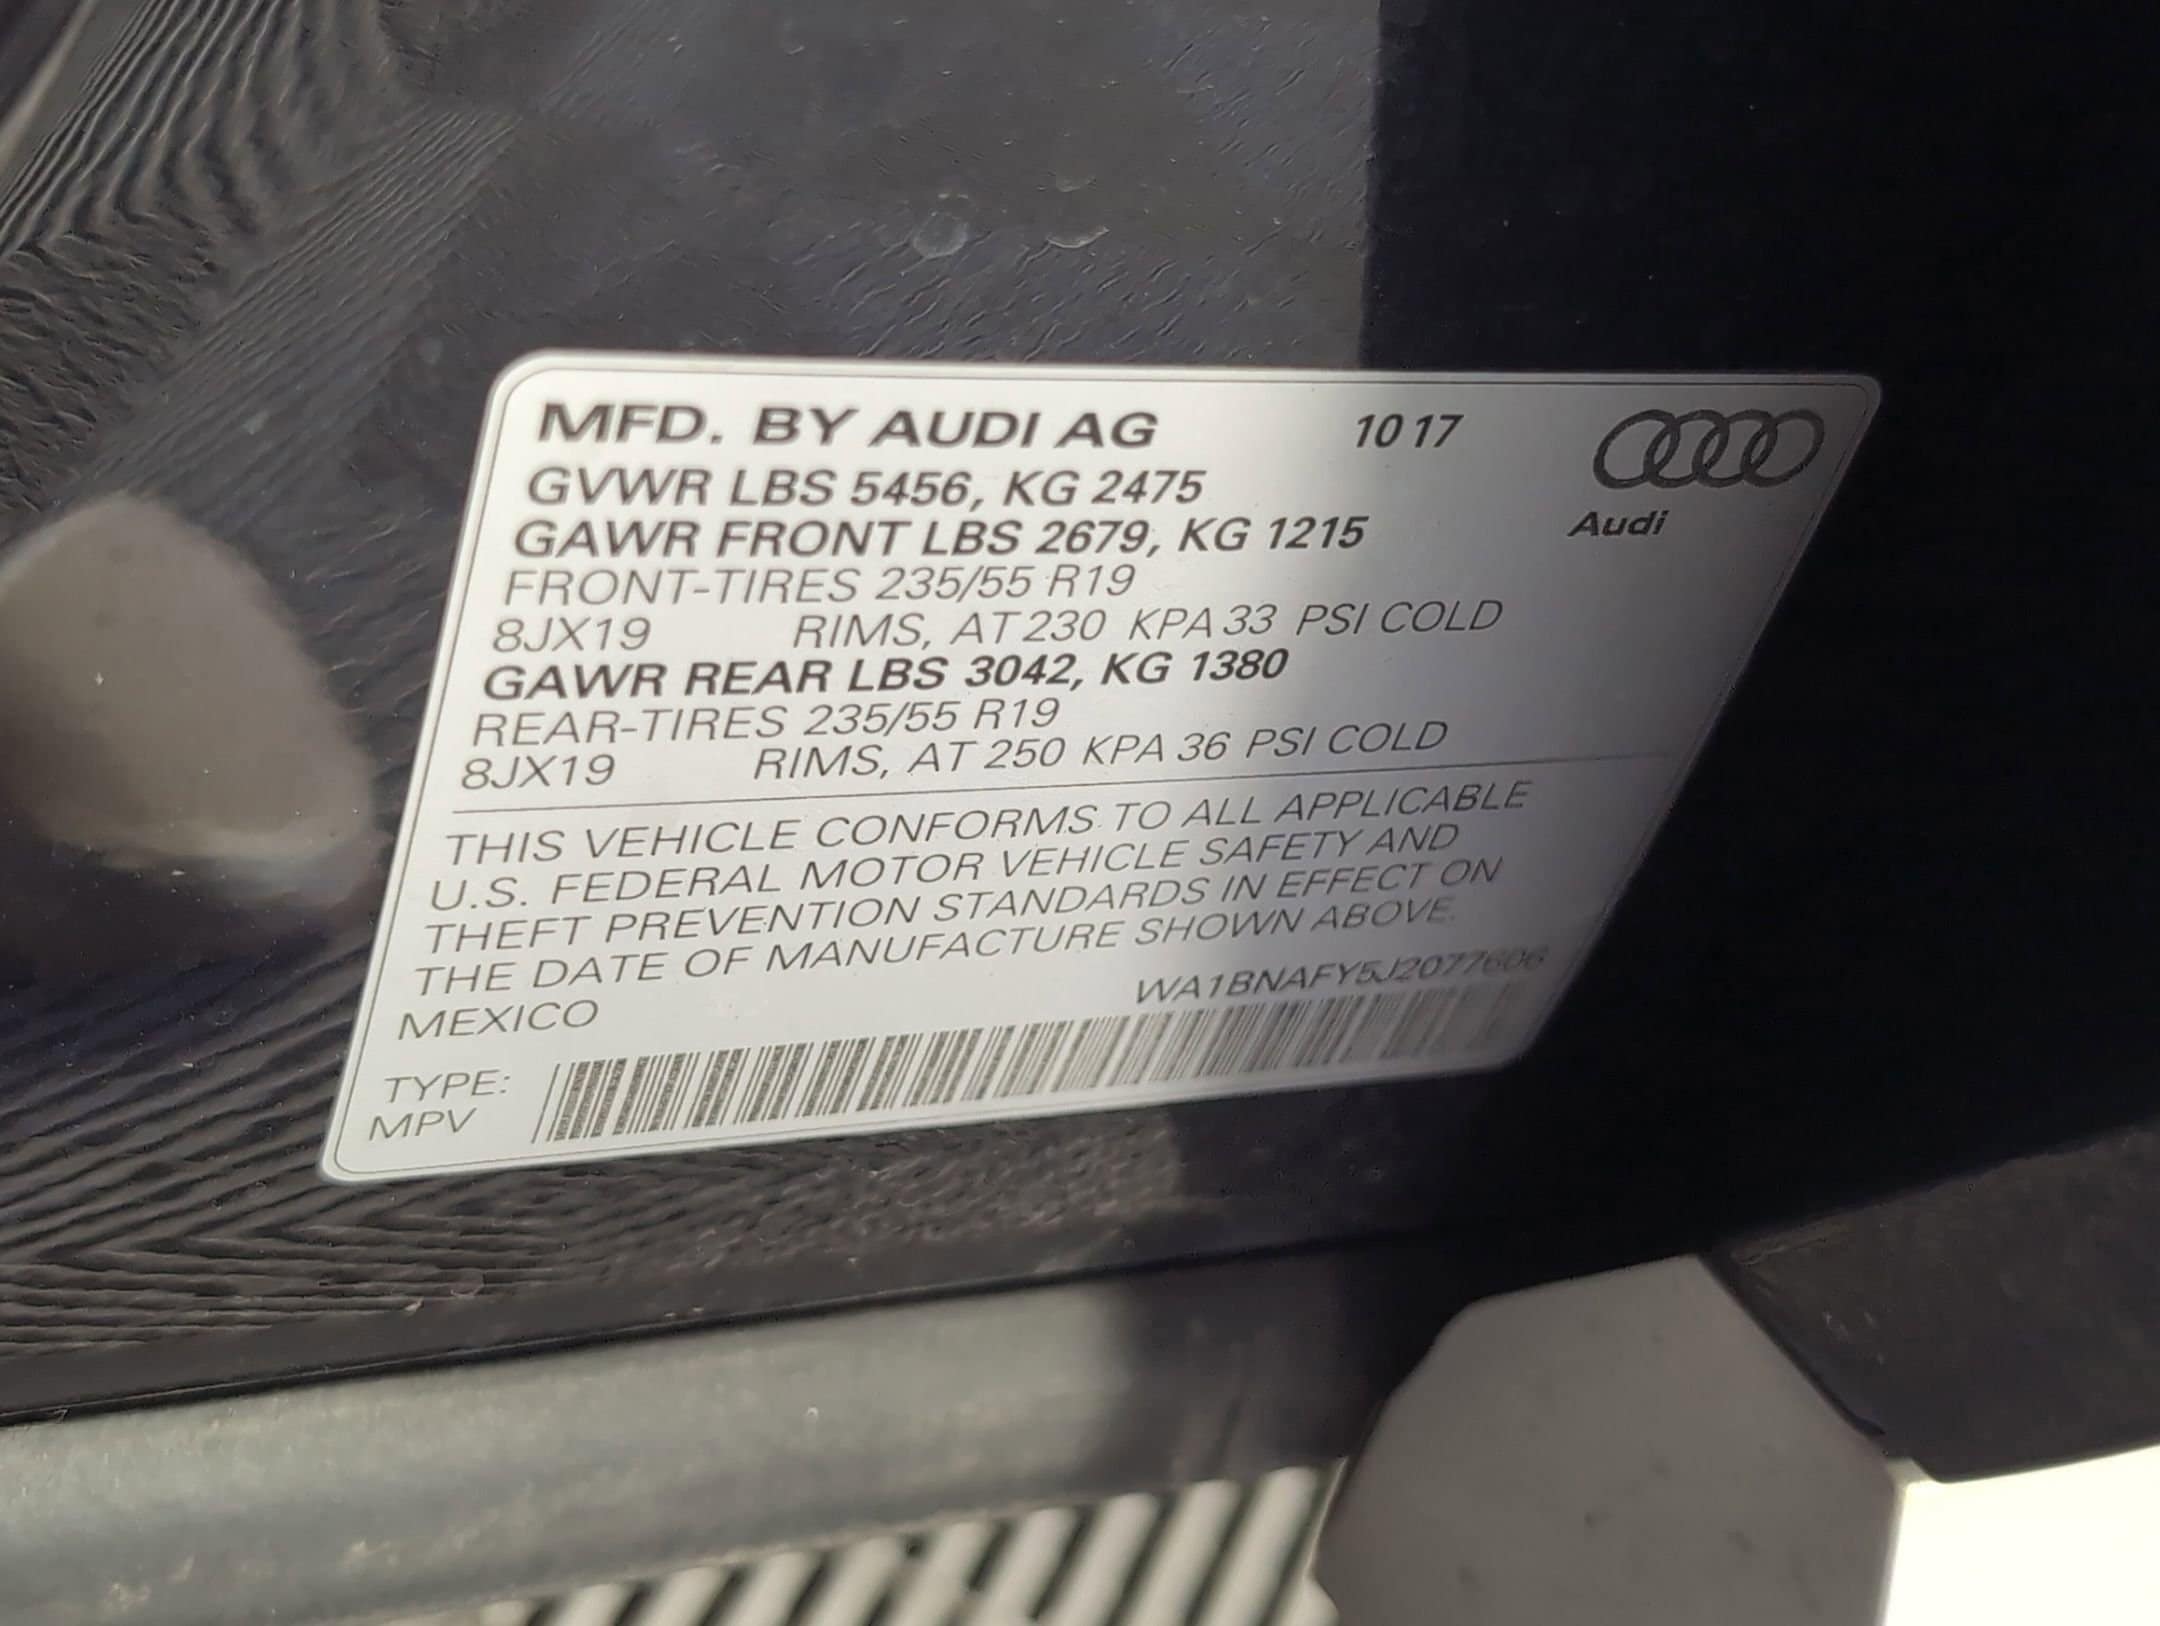 MFD. BY AUDI AG 10 17
GVWR LBS 5456, KG 2475
GAWR FRONT LBS 2679, KG 1215
Audi
FRONT-TIRES 235/55 R19
8JX19 RIMS, AT 230 KPA 33 PSI COLD
GAWR REAR LBS 3042, KG 1380
REAR-TIRES 235/55 R19
8JX19 RIMS, AT 250 KPA 36 PSI COLD
THIS VEHICLE CONFORMS TO ALL APPLICABLE
U.S. FEDERAL MOTOR VEHICLE SAFETY AND
THEFT PREVENTION STANDARDS IN EFFECT ON
THE DATE OF MANUFACTURE SHOWN ABOVE.
MEXICO WA1BNAFY5J2077606
TYPE:
MPV